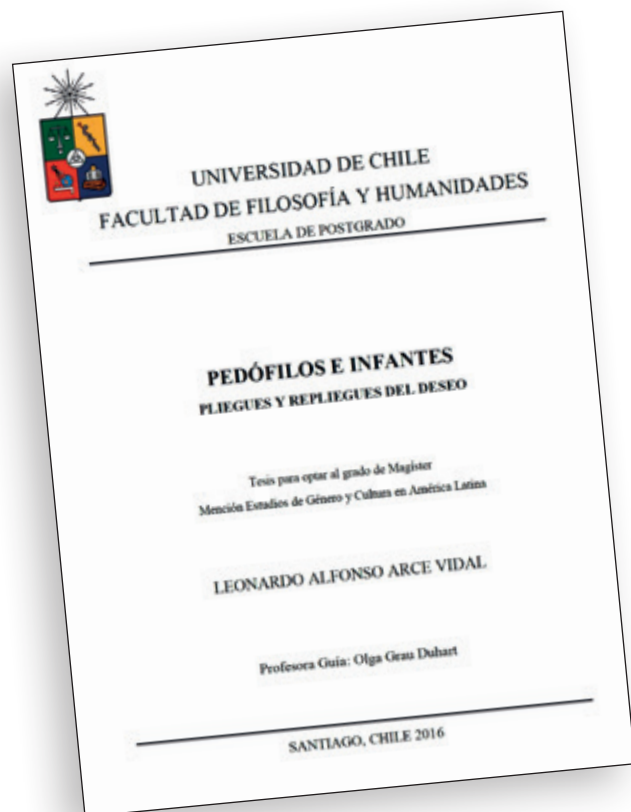 UNIVERSIDAD DE CHILE
FACULTAD DE FILOSOFÍA Y HUMANIDADES
ESCUELA DE POSTGRADO
PEDÓFILOS E INFANTES
PLIEGUES Y REPLIEGUES DEL DESEO
Tesis para optar al grado de Magíster
Mención Estudios de Género y Cultura en América Latina
LEONARDO ALFONSO ARCE VIDAL
Profesora Guía: Olga Grau Duhart
SANTIAGO, CHILE 2016